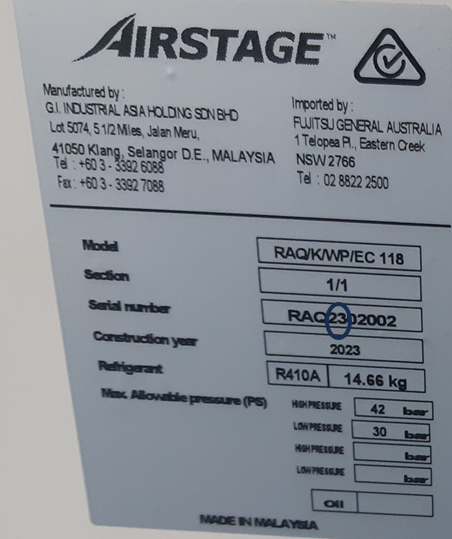 AIRSTAGE™
Manufactured by :
G.I. INDUSTRIAL ASIA HOLDING SDN BHD
Lot 5074, 5 1/2 Miles, Jalan Meru,
41050 Klang, Selangor D.E., MALAYSIA
Tel : +60 3 - 3392 6088
Fax : +60 3 - 3392 7088
Imported by :
FUJITSU GENERAL AUSTRALIA
1 Telopea Pl., Eastern Creek
NSW 2766
Tel : 02 8822 2500
Model RAQ/K/WP/EC 118
Section 1/1
Serial number RAQ2302002
Construction year 2023
Refrigerant R410A 14.66 kg
Max. Allowable pressure (PS) HIGH PRESSURE 42 bar
LOW PRESSURE 30 bar
HIGH PRESSURE bar
LOW PRESSURE bar
Oil
MADE IN MALAYSIA